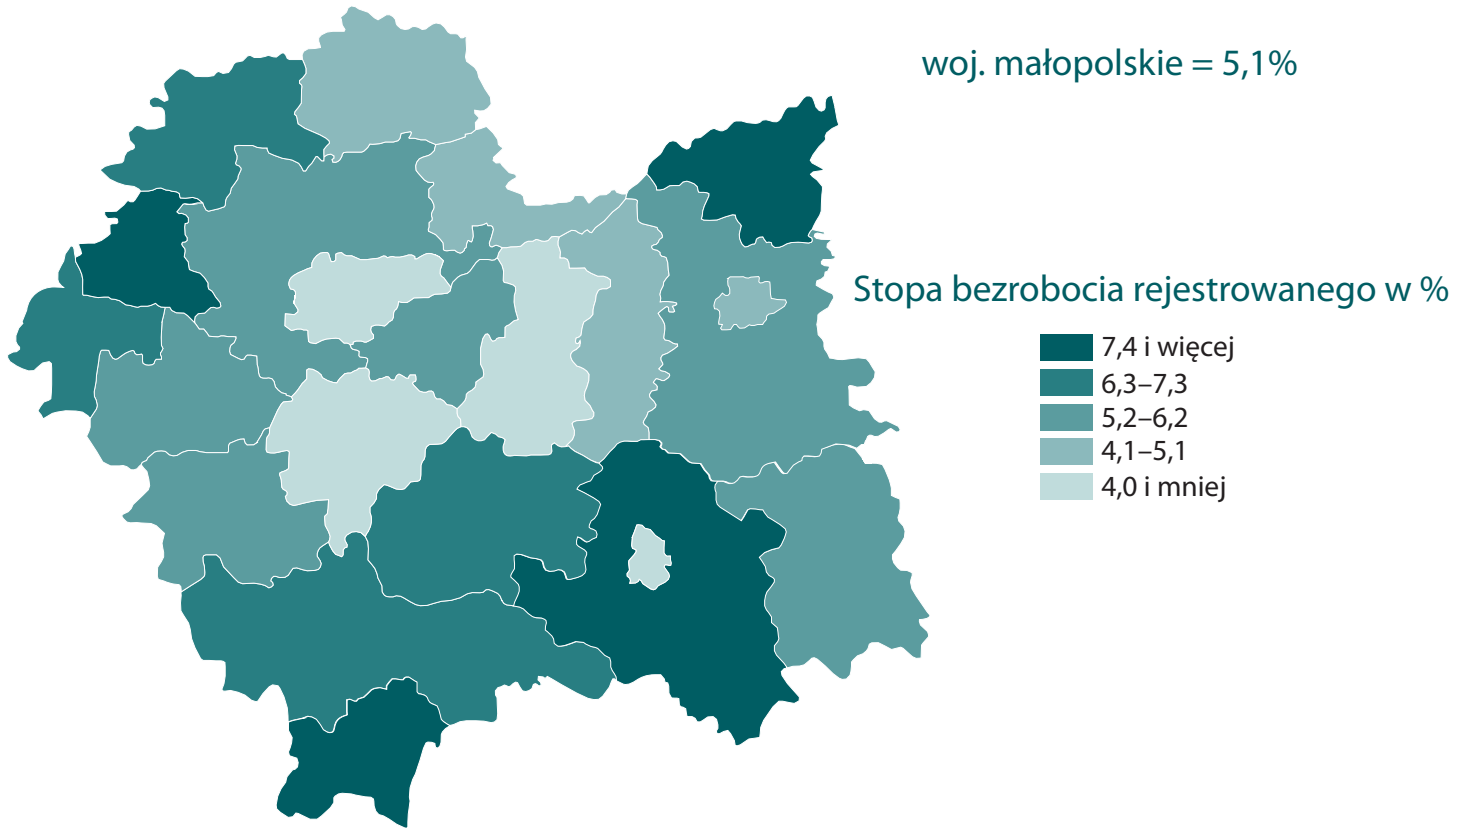 woj. małopolskie = 5,1%
Stopa bezrobocia rejestrowanego w %
7,4 i więcej
6,3–7,3
5,2–6,2
4,1–5,1
4,0 i mniej